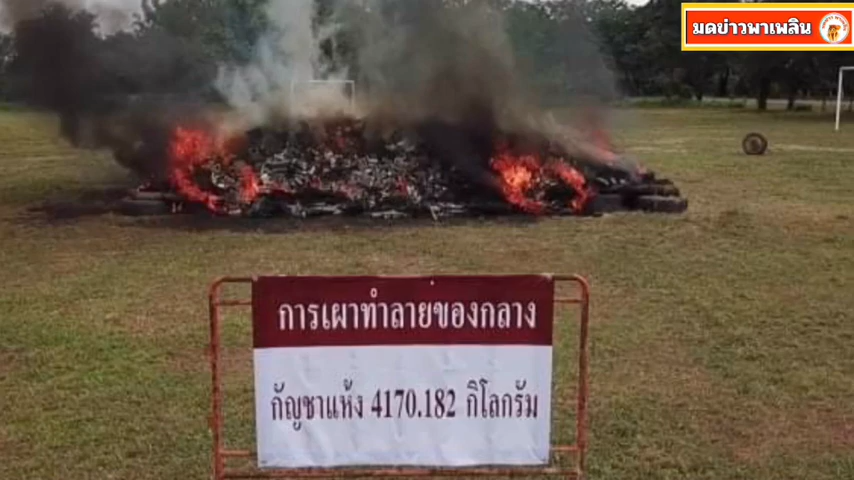 มดข่าวพาเพลิน
การเผาทำลายของกลาง
กัญชาแห้ง 4170.182 กิโลกรัม